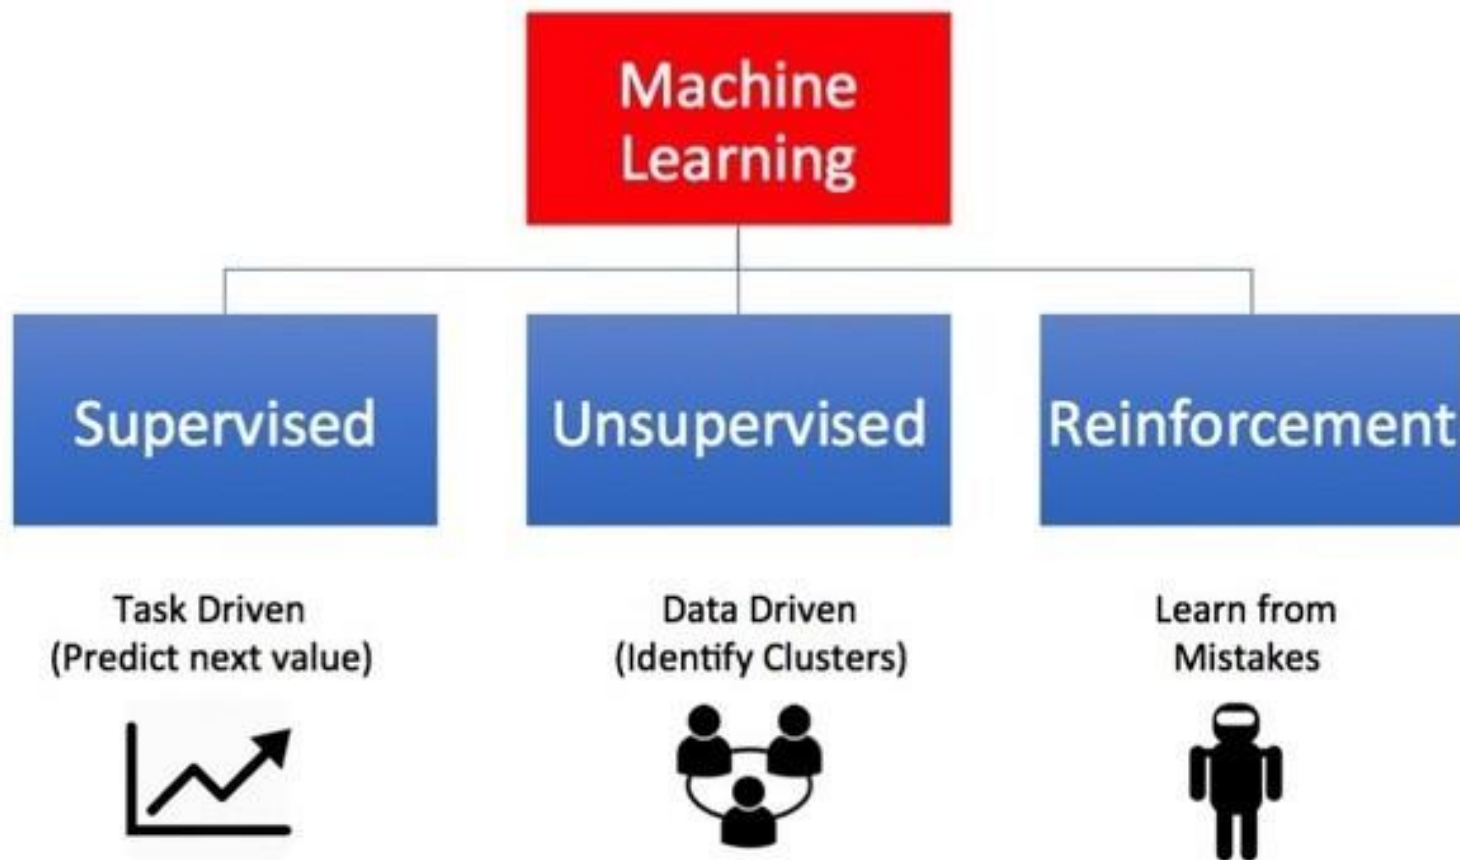 Machine
Learning
Supervised
Unsupervised
Reinforcement
Task Driven
(Predict next value)
Data Driven
(Identify Clusters)
Learn from
Mistakes